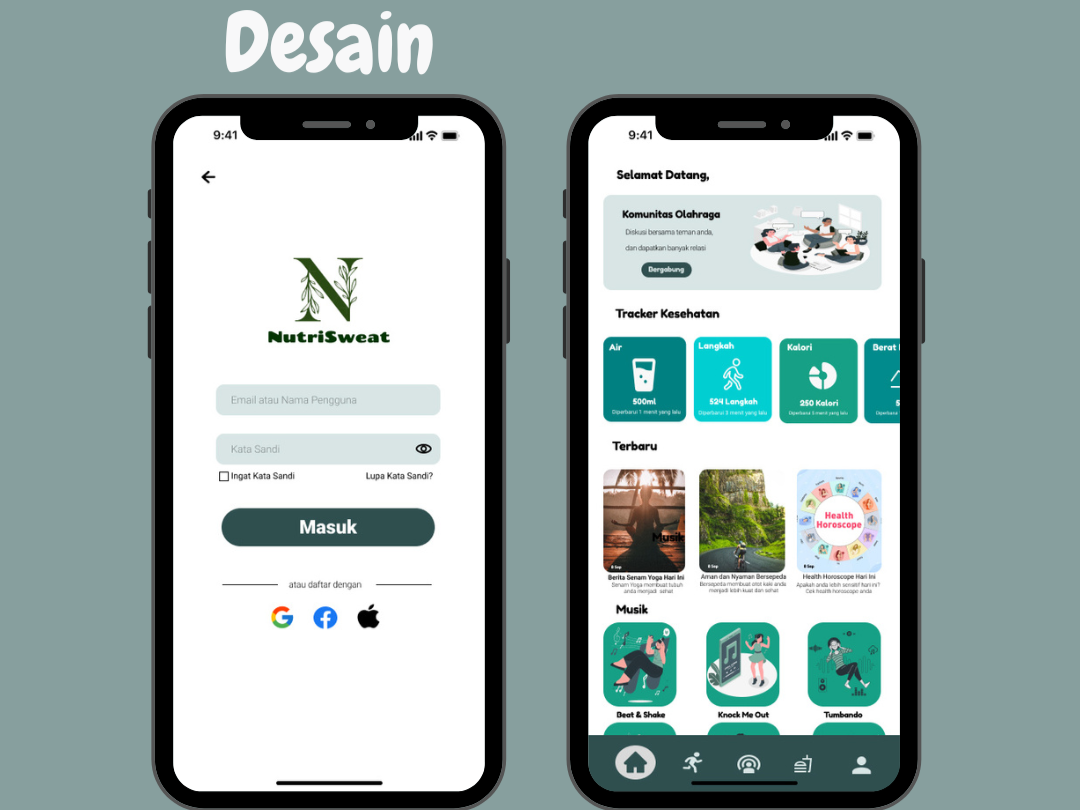 Desain
9:41
N
NutriSweat
Email atau Nama Pengguna
Kata Sandi
Ingat Kata Sandi
Lupa Kata Sandi?
Masuk
atau daftar dengan
9:41
Selamat Datang,
Komunitas Olahraga
Diskusi bersama teman anda,
dan dapatkan banyak relasi
Bergabung
Tracker Kesehatan
Air
500ml
Diperbarui 1 menit yang lalu
Langkah
524 Langkah
Diperbarui 3 menit yang lalu
Kalori
250 Kalori
Diperbarui 3 menit yang lalu
Berat
5
Diperbarui
Terbaru
Musik
8 Sep
Berita Senam Yoga Hari Ini
Senam Yoga membuat tubuh
anda menjadi sehat
8 Sep
Aman dan Nyaman Bersepeda
Bersepeda membuat otot kaki anda
menjadi lebih kuat dan sehat
Health
Horoscope
8 Sep
Health Horoscope Hari Ini
Apakah anda lebih sensitif hari ini?
Cek health horoscope anda
Musik
Beat & Shake
Knock Me Out
Tumbando